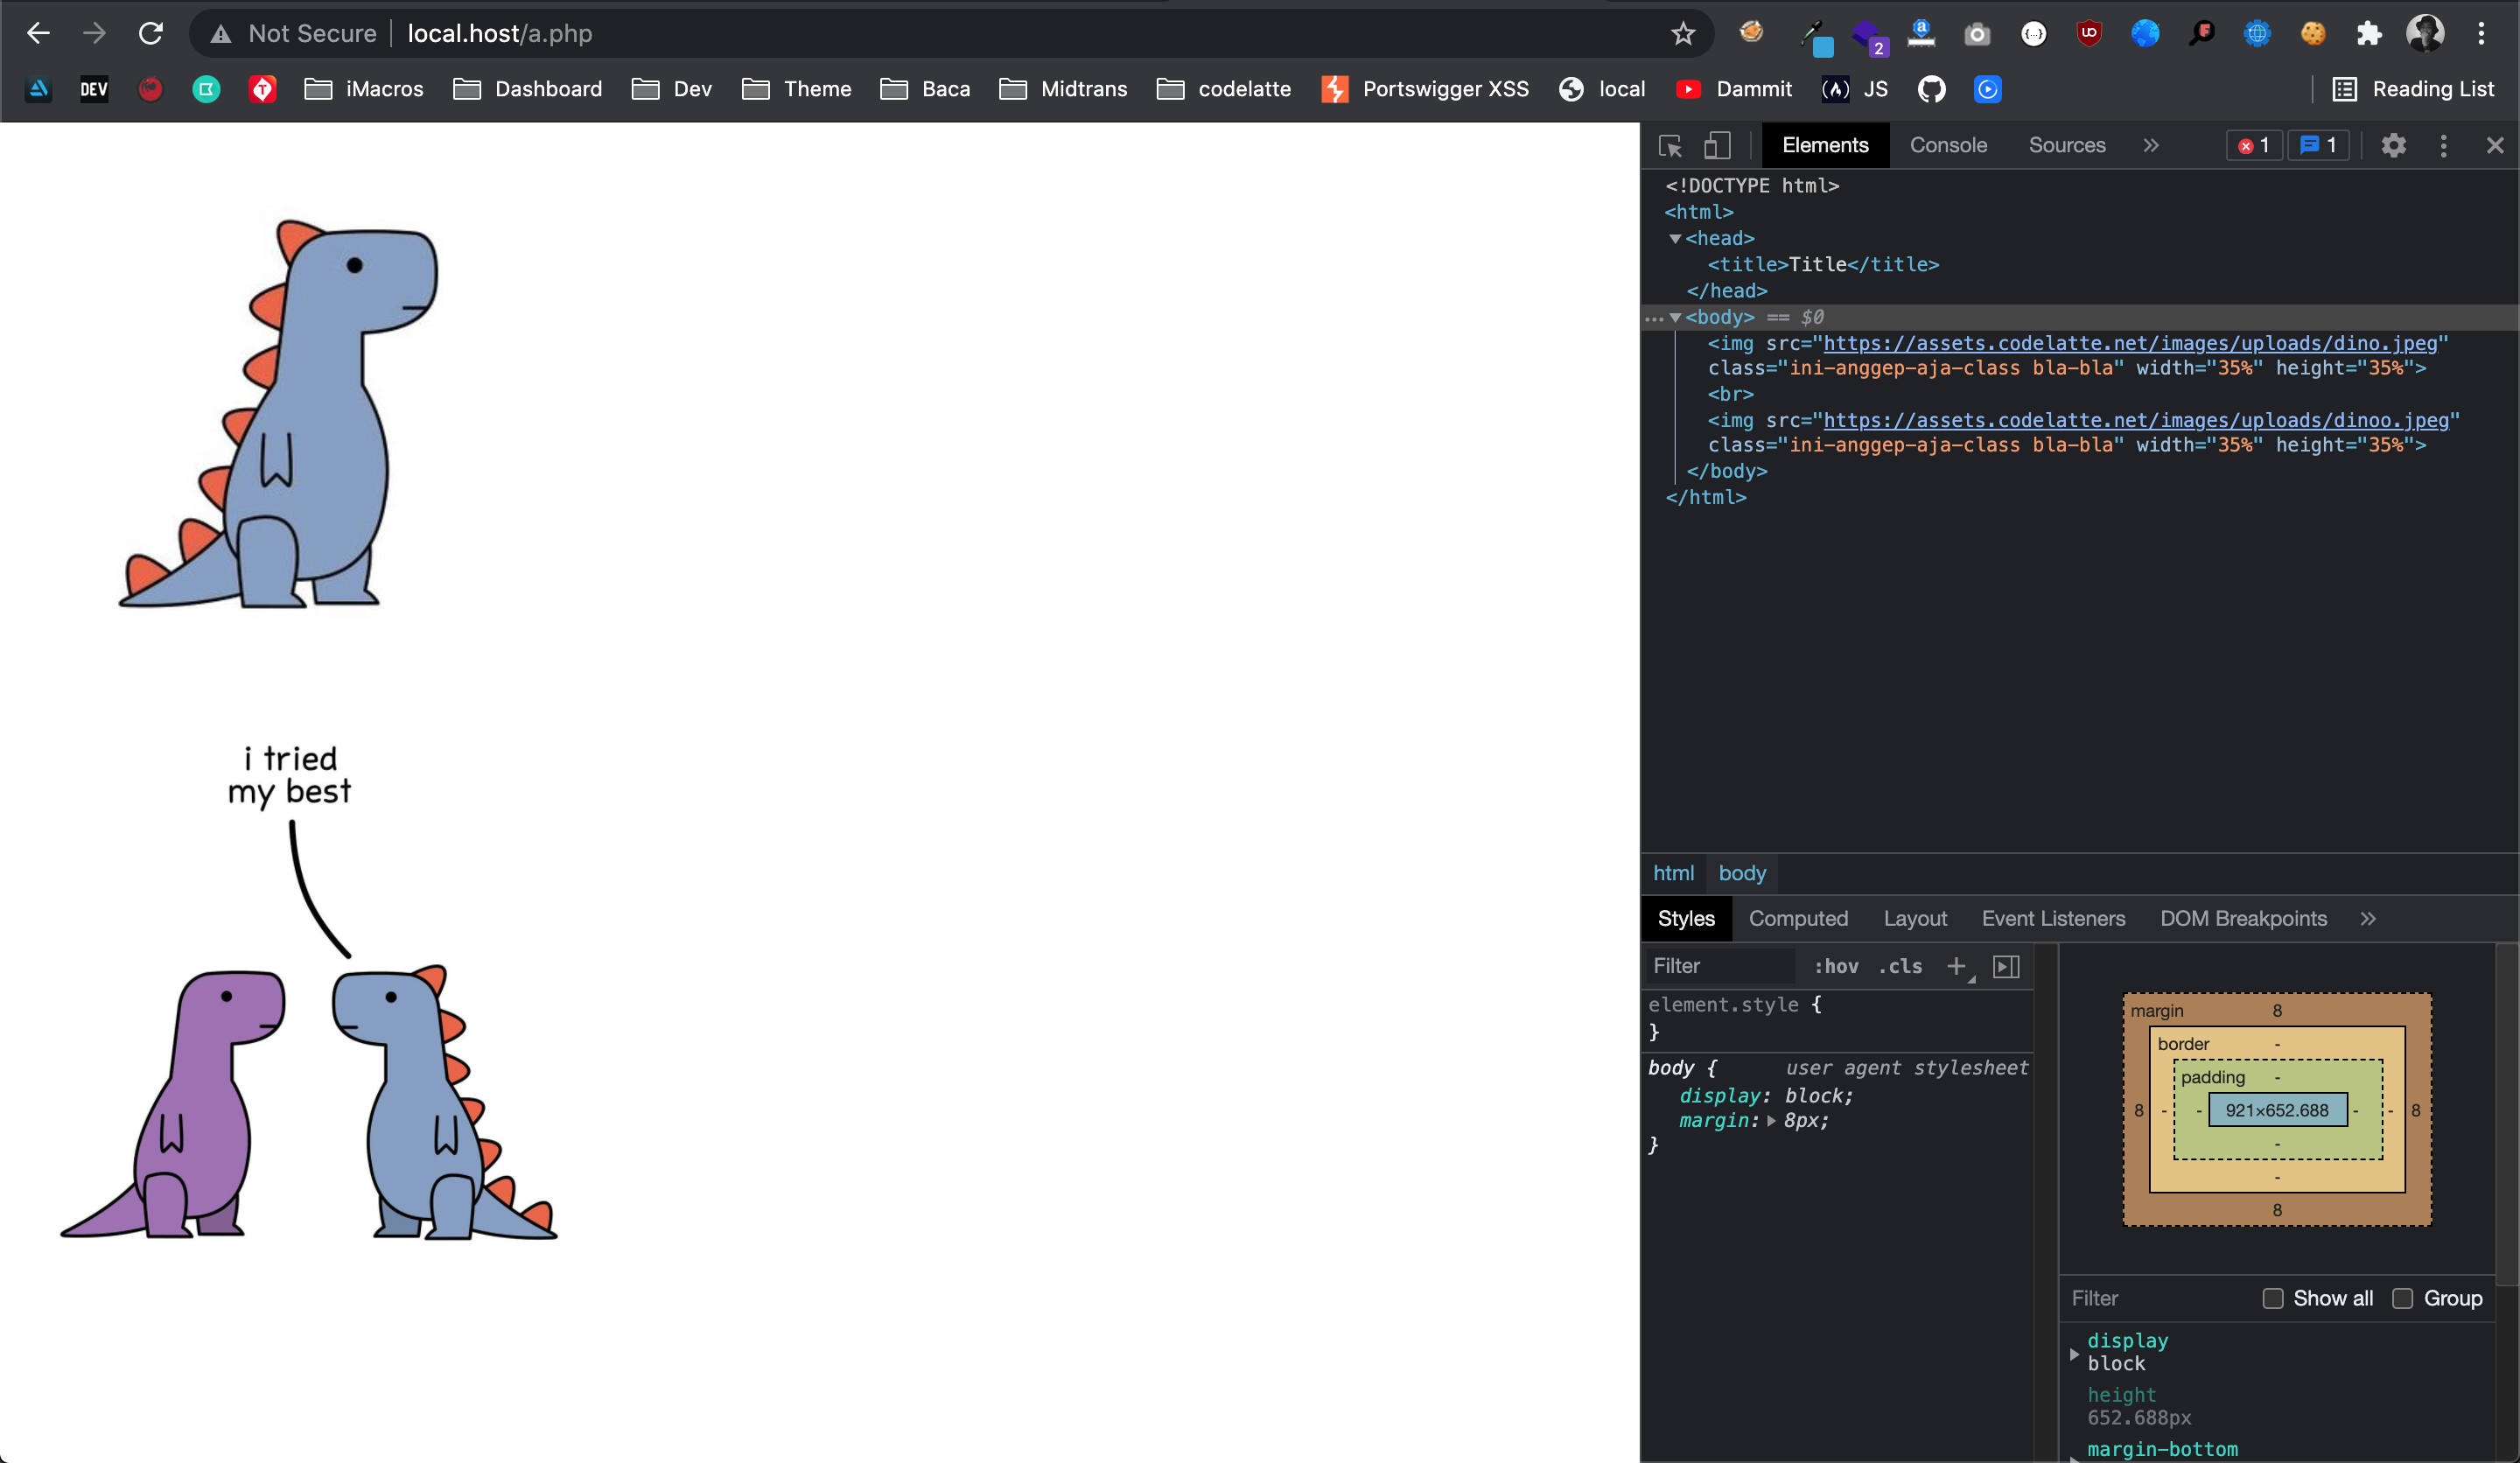 Not Secure | local.host/a.php
2
DEV iMacros Dashboard Dev Theme Baca Midtrans codelatte Portswigger XSS local Dammit JS Reading List
Elements Console Sources 1 1
<!DOCTYPE html>
<html>
<head>
<title>Title</title>
</head>
<body> == $0
<img src="https://assets.codelatte.net/images/uploads/dino.jpeg"
class="ini-anggep-aja-class bla-bla" width="35%" height="35%">
<br>
<img src="https://assets.codelatte.net/images/uploads/dinoo.jpeg"
class="ini-anggep-aja-class bla-bla" width="35%" height="35%">
</body>
</html>
i tried
my best
html body
Styles Computed Layout Event Listeners DOM Breakpoints
Filter :hov .cls
element.style {
}
body { user agent stylesheet
display: block;
margin: 8px;
}
margin 8
border -
padding -
8 - - 921×652.688 - - 8
-
-
8
Filter Show all Group
display
block
height
652.688px
margin-bottom